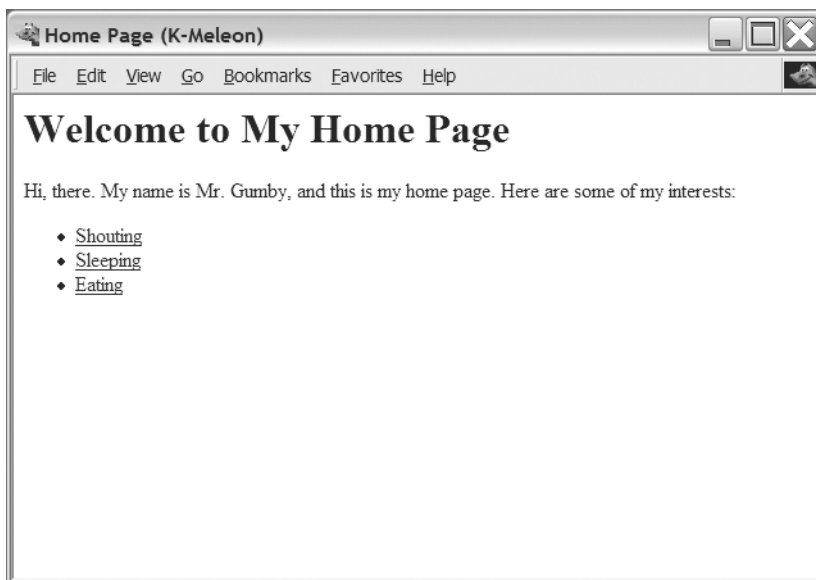 Home Page (K-Meleon)
File Edit View Go Bookmarks Favorites Help
Welcome to My Home Page
Hi, there. My name is Mr. Gumby, and this is my home page. Here are some of my interests:
• Shouting
• Sleeping
• Eating